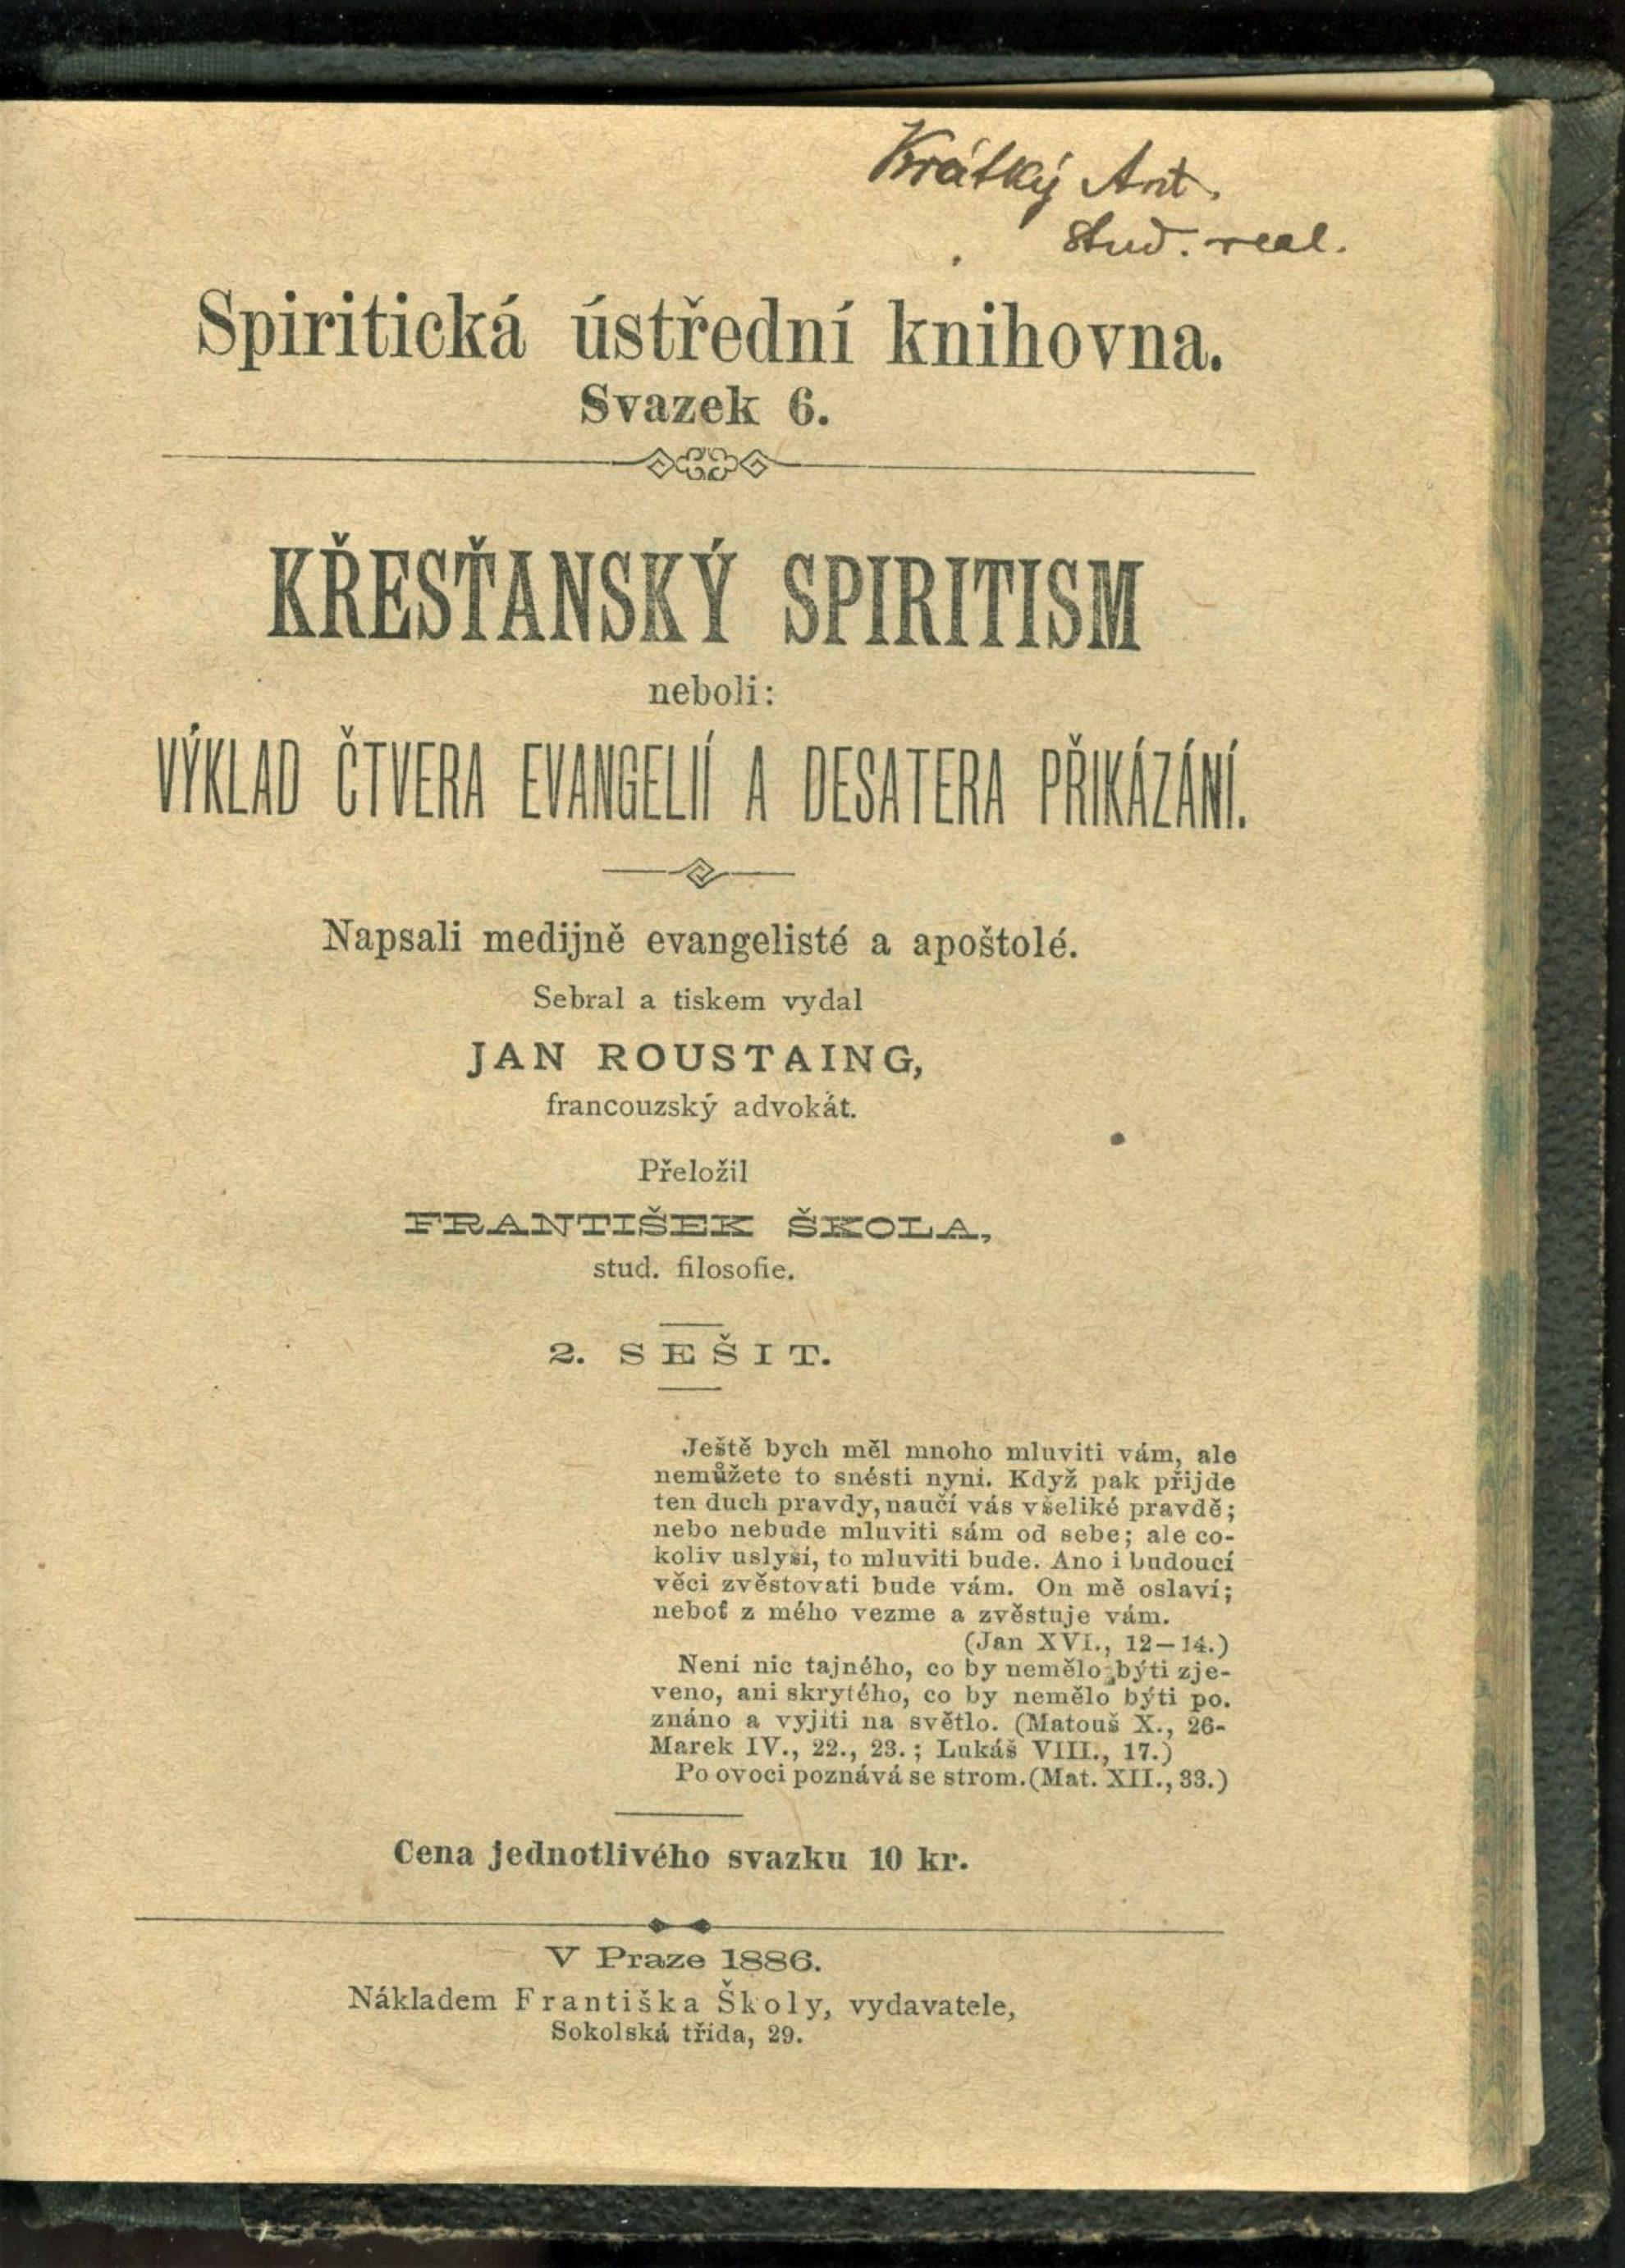 Krátký Ant.
stud. real.
Spiritická ústřední knihovna.
Svazek 6.
KŘESŤANSKÝ SPIRITISM
neboli:
VÝKLAD ČTVERA EVANGELIÍ A DESATERA PŘIKÁZÁNÍ.
Napsali medijně evangelisté a apoštolé.
Sebral a tiskem vydal
JAN ROUSTAING,
francouzský advokát.
Přeložil
FRANTIŠEK ŠKOLA,
stud. filosofie.
2. SEŠIT.
Ještě bych měl mnoho mluviti vám, ale
nemůžete to snésti nyni. Když pak přijde
ten duch pravdy, naučí vás všeliké pravdě;
nebo nebude mluviti sám od sebe; ale co-
koliv uslyší, to mluviti bude. Ano i budoucí
věci zvěstovati bude vám. On mě oslaví;
neboť z mého vezme a zvěstuje vám.
(Jan XVI., 12—14.)
Není nic tajného, co by nemělo býti zje-
veno, ani skrytého, co by nemělo býti po.
znáno a vyjíti na světlo. (Matouš X., 26-
Marek IV., 22., 23.; Lukáš VIII., 17.)
Po ovoci poznává se strom. (Mat. XII., 33.)
Cena jednotlivého svazku 10 kr.
V Praze 1886.
Nákladem Františka Školy, vydavatele,
Sokolská třída, 29.